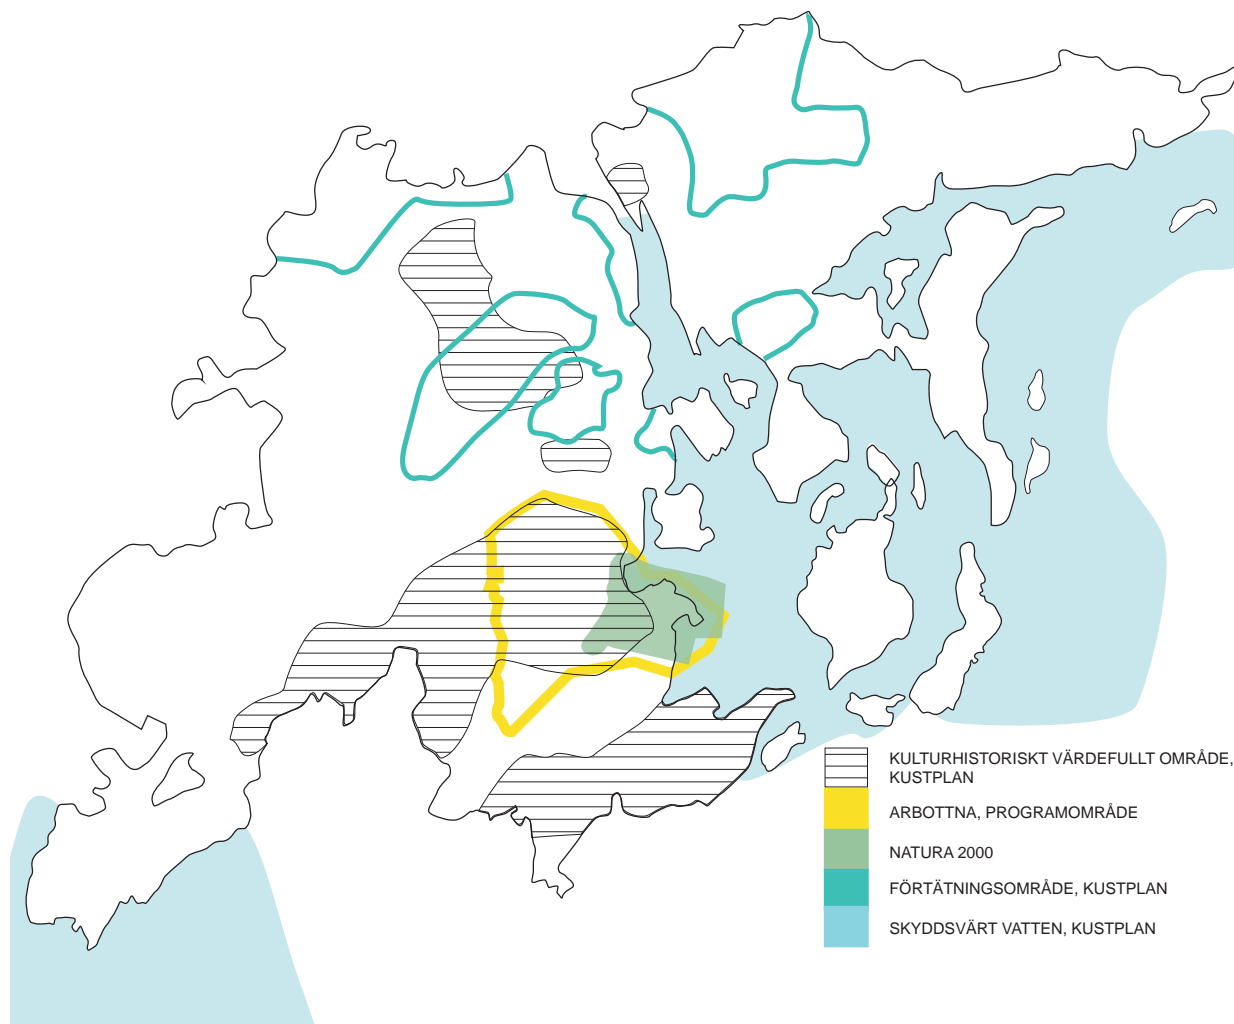 KULTURHISTORISKT VÄRDEFULLT OMRÅDE,
KUSTPLAN
ARBOTTNA, PROGRAMOMRÅDE
NATURA 2000
FÖRTÄTNINGSOMRÅDE, KUSTPLAN
SKYDDSVÄRT VATTEN, KUSTPLAN